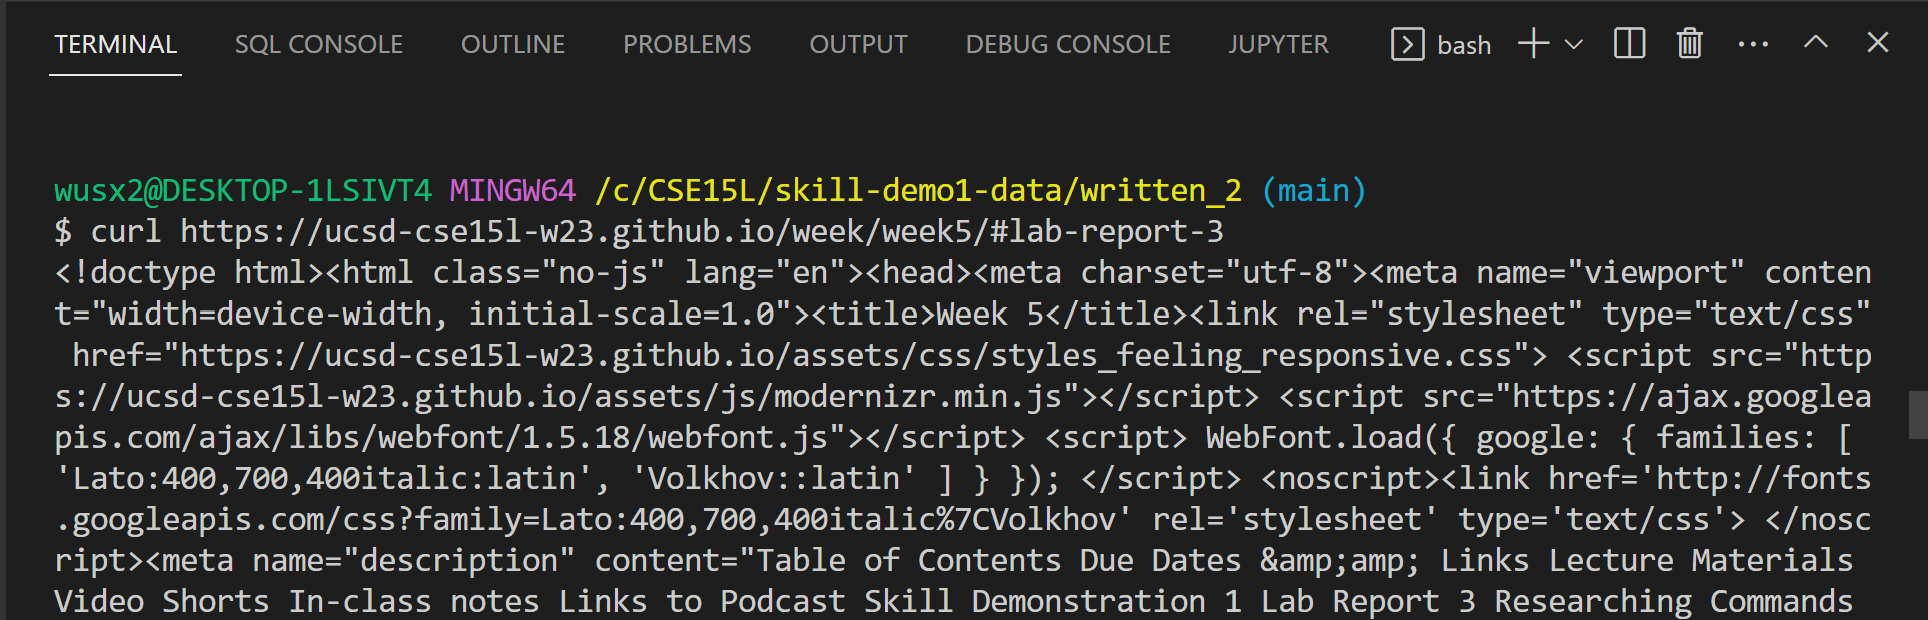 TERMINAL SQL CONSOLE OUTLINE PROBLEMS OUTPUT DEBUG CONSOLE JUPYTER bash
wusx2@DESKTOP-1LSIVT4 MINGW64 /c/CSE15L/skill-demo1-data/written_2 (main)
$ curl https://ucsd-cse15l-w23.github.io/week/week5/#lab-report-3
<!doctype html><html class="no-js" lang="en"><head><meta charset="utf-8"><meta name="viewport" conten
t="width=device-width, initial-scale=1.0"><title>Week 5</title><link rel="stylesheet" type="text/css"
 href="https://ucsd-cse15l-w23.github.io/assets/css/styles_feeling_responsive.css"> <script src="http
s://ucsd-cse15l-w23.github.io/assets/js/modernizr.min.js"></script> <script src="https://ajax.googlea
pis.com/ajax/libs/webfont/1.5.18/webfont.js"></script> <script> WebFont.load({ google: { families: [
'Lato:400,700,400italic:latin', 'Volkhov::latin' ] } }); </script> <noscript><link href='http://fonts
.googleapis.com/css?family=Lato:400,700,400italic%7CVolkhov' rel='stylesheet' type='text/css'> </nosc
ript><meta name="description" content="Table of Contents Due Dates &amp;amp; Links Lecture Materials
Video Shorts In-class notes Links to Podcast Skill Demonstration 1 Lab Report 3 Researching Commands